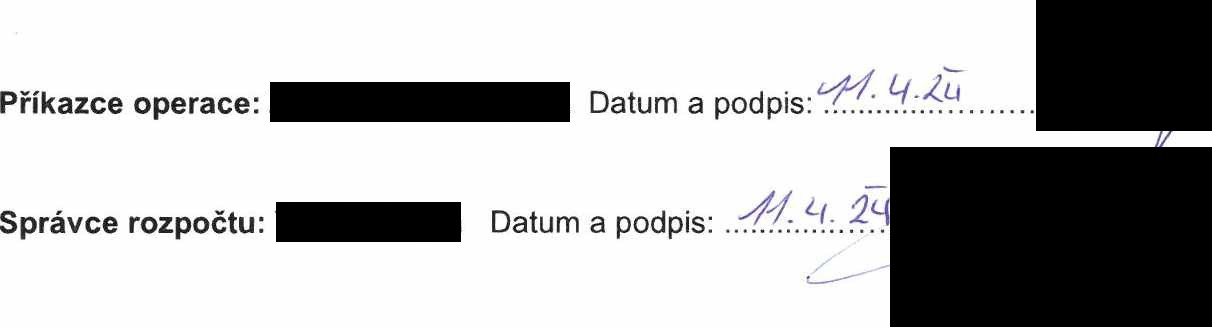 Příkazce operace: Datum a podpis: 11.4.24
Správce rozpočtu: Datum a podpis: 11.4.24